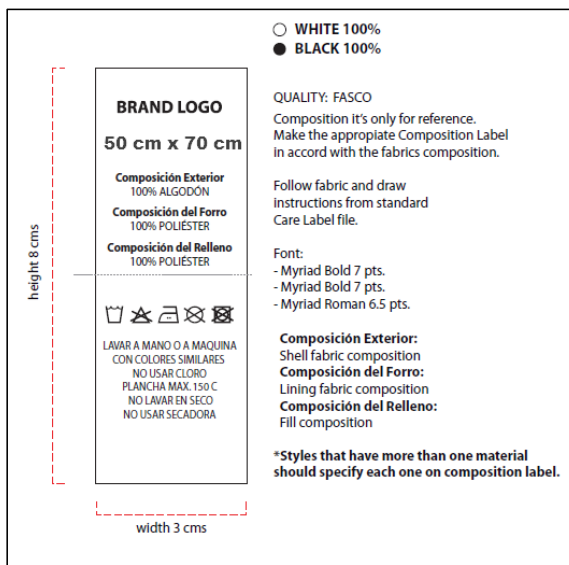 WHITE 100%
BLACK 100%
BRAND LOGO
50 cm x 70 cm
Composición Exterior
100% ALGODÓN
Composición del Forro
100% POLIÉSTER
Composición del Relleno
100% POLIÉSTER
LAVAR A MANO O A MAQUINA
CON COLORES SIMILARES
NO USAR CLORO
PLANCHA MAX. 150 C
NO LAVAR EN SECO
NO USAR SECADORA
height 8 cms
width 3 cms
QUALITY: FASCO
Composition it's only for reference.
Make the appropiate Composition Label
in accord with the fabrics composition.
Follow fabric and draw
instructions from standard
Care Label file.
Font:
- Myriad Bold 7 pts.
- Myriad Bold 7 pts.
- Myriad Roman 6.5 pts.
Composición Exterior:
Shell fabric composition
Composición del Forro:
Lining fabric composition
Composición del Relleno:
Fill composition
*Styles that have more than one material
should specify each one on composition label.